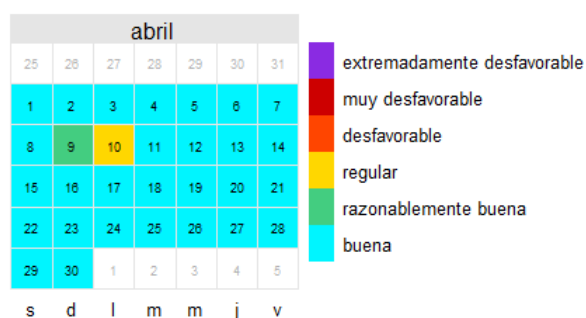 abril
25 26 27 28 29 30 31
1 2 3 4 5 6 7
8 9 10 11 12 13 14
15 16 17 18 19 20 21
22 23 24 25 26 27 28
29 30 1 2 3 4 5
s d l m m j v
extremadamente desfavorable
muy desfavorable
desfavorable
regular
razonablemente buena
buena